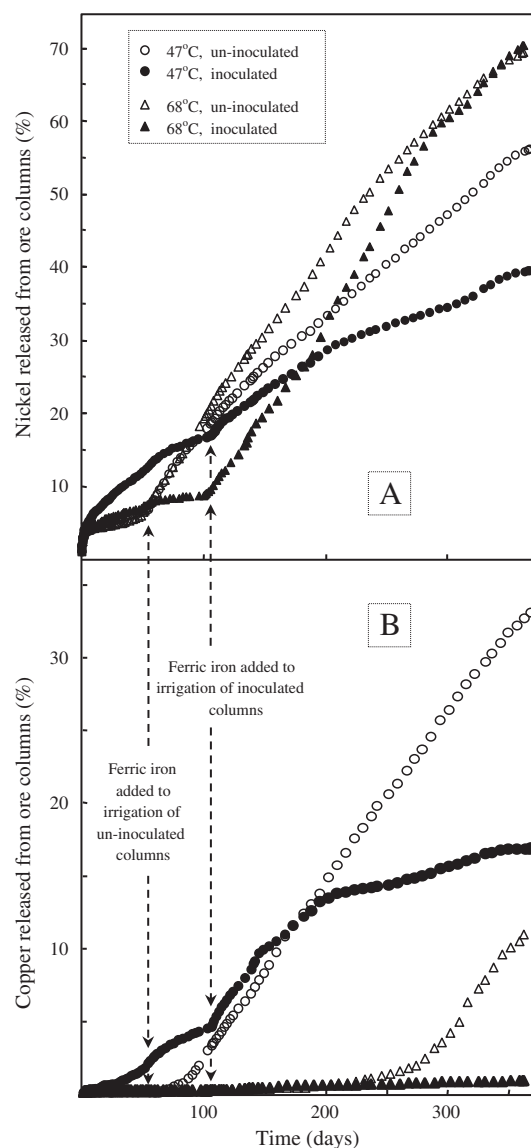 Nickel released from ore columns (%)
70
60
50
40
30
20
10
47°C, un-inoculated
47°C, inoculated
68°C, un-inoculated
68°C, inoculated
A
Copper released from ore columns (%)
30
20
10
B
Ferric iron added to
irrigation of inoculated
columns
Ferric iron
added to
irrigation of
un-inoculated
columns
100
200
300
Time (days)